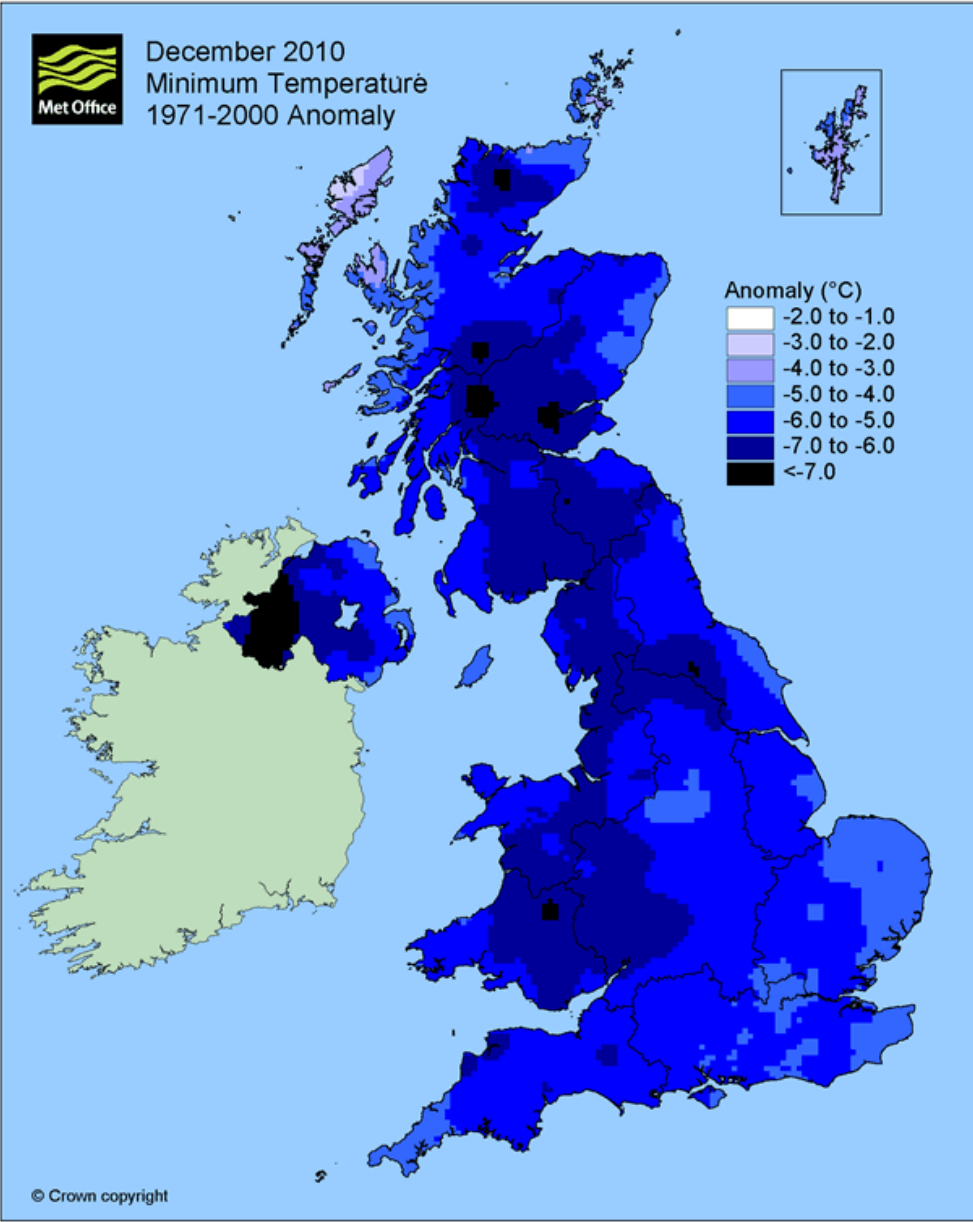 Met Office
December 2010
Minimum Temperature
1971-2000 Anomaly
Anomaly (°C)
-2.0 to -1.0
-3.0 to -2.0
-4.0 to -3.0
-5.0 to -4.0
-6.0 to -5.0
-7.0 to -6.0
<-7.0
© Crown copyright